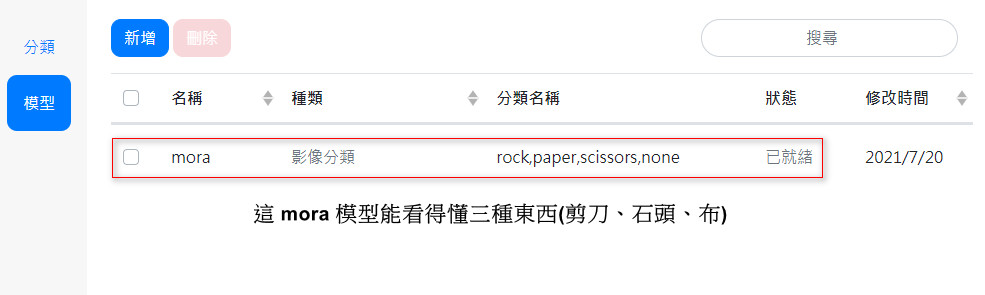 分類
模型
新增 刪除 搜尋
名稱 種類 分類名稱 狀態 修改時間
mora 影像分類 rock,paper,scissors,none 已就緒 2021/7/20
這 mora 模型能看得懂三種東西(剪刀、石頭、布)